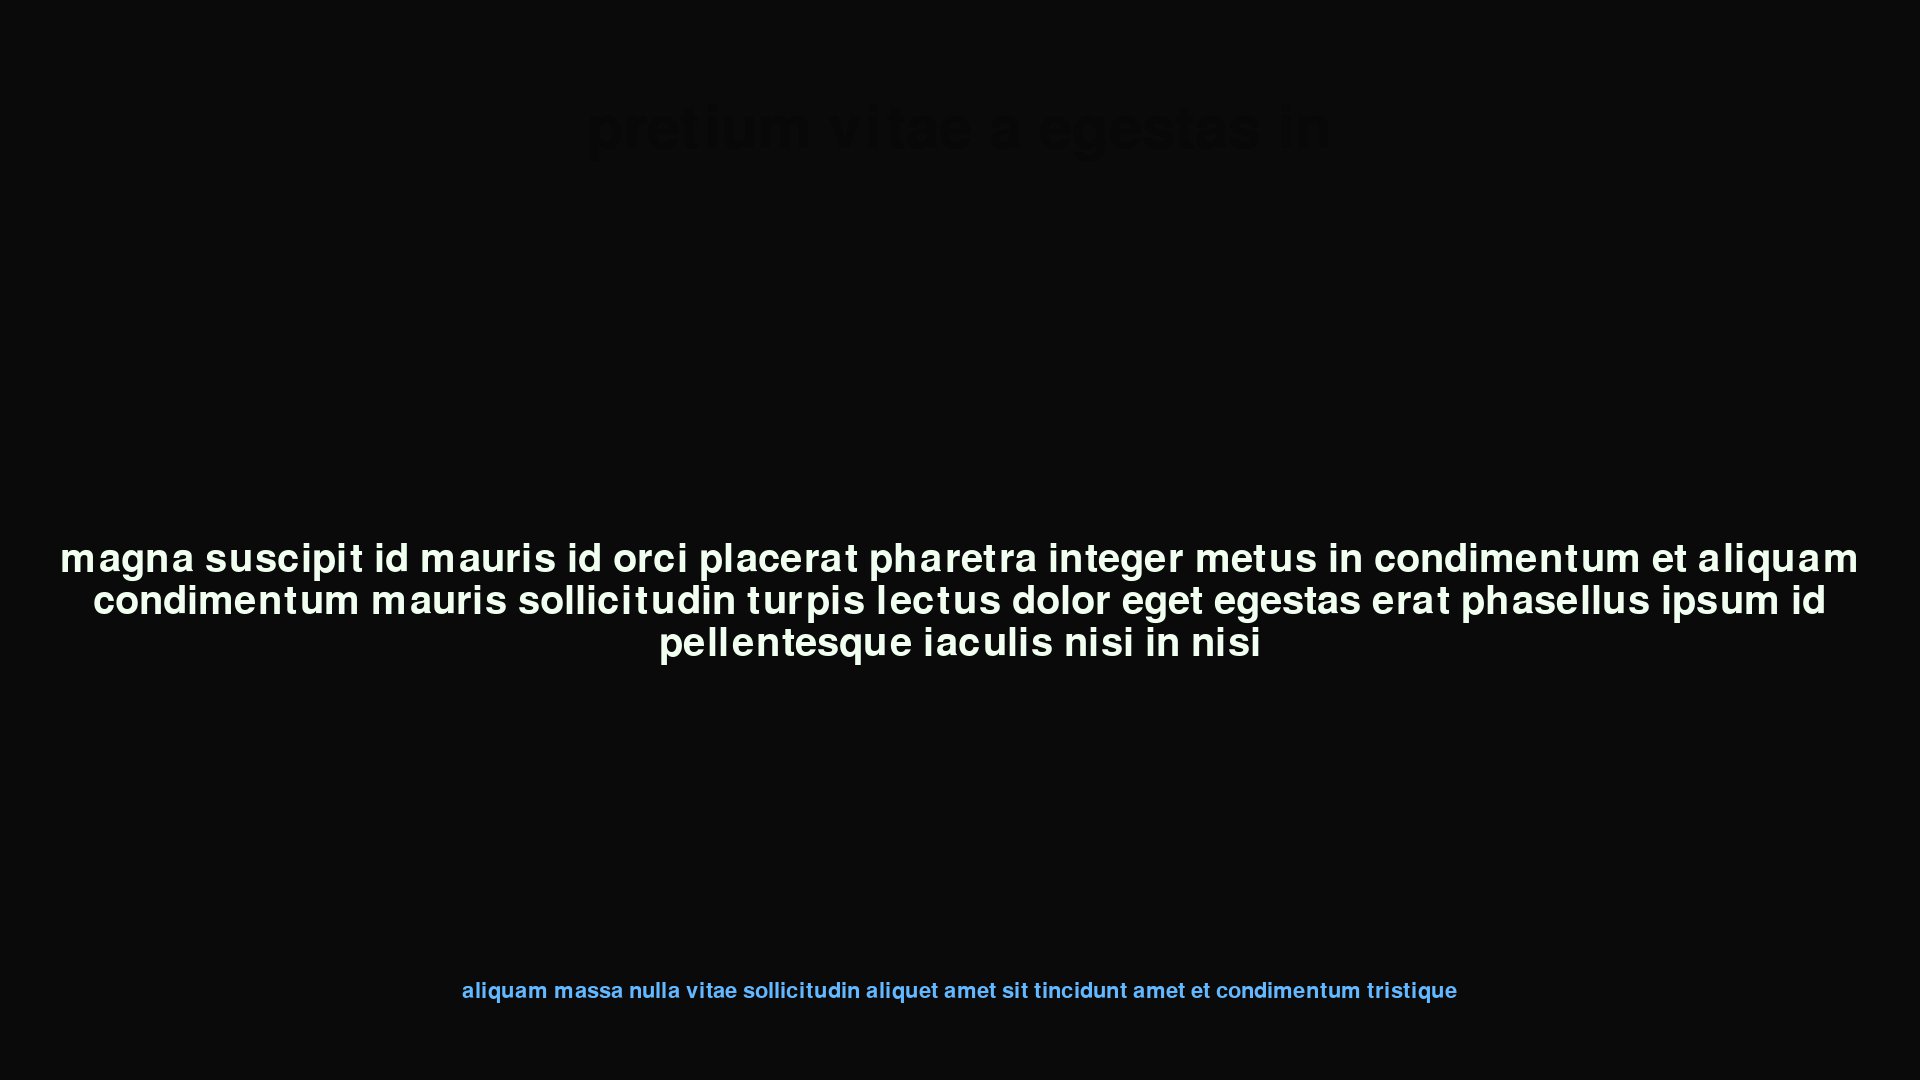 pretium vitae a egestas in
magna suscipit id mauris id orci placerat pharetra integer metus in condimentum et aliquam
condimentum mauris sollicitudin turpis lectus dolor eget egestas erat phasellus ipsum id
pellentesque iaculis nisi in nisi
aliquam massa nulla vitae sollicitudin aliquet amet sit tincidunt amet et condimentum tristique